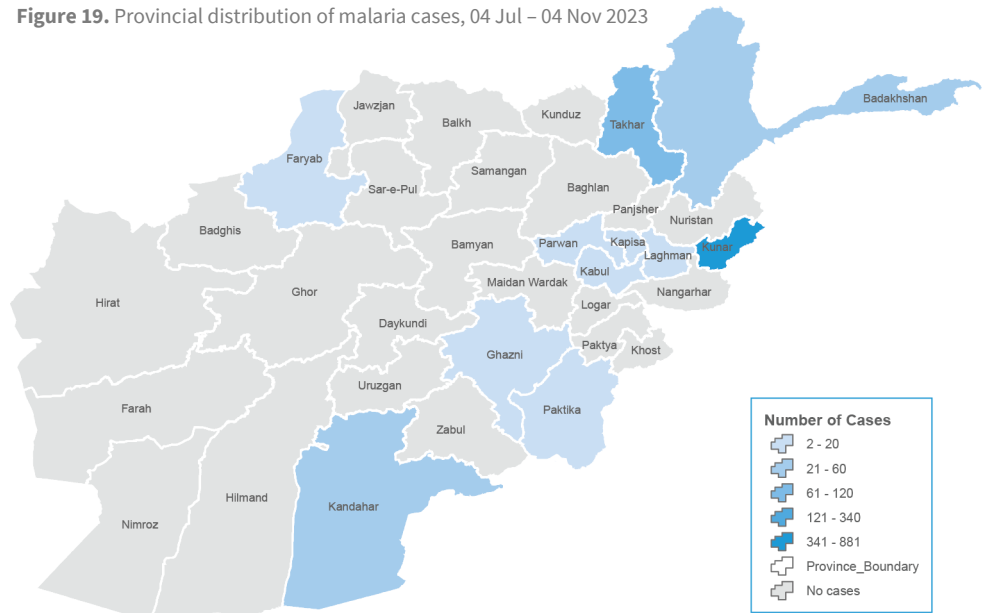 Figure 19. Provincial distribution of malaria cases, 04 Jul – 04 Nov 2023
Jawzjan
Balkh
Kunduz
Takhar
Badakhshan
Faryab
Sar-e-Pul
Samangan
Baghlan
Panjsher
Nuristan
Badghis
Bamyan
Parwan
Kapisa
Laghman
Kunar
Kabul
Hirat
Ghor
Maidan Wardak
Nangarhar
Logar
Daykundi
Ghazni
Paktya
Khost
Uruzgan
Farah
Paktika
Zabul
Hilmand
Kandahar
Nimroz
Number of Cases
2 - 20
21 - 60
61 - 120
121 - 340
341 - 881
Province_Boundary
No cases